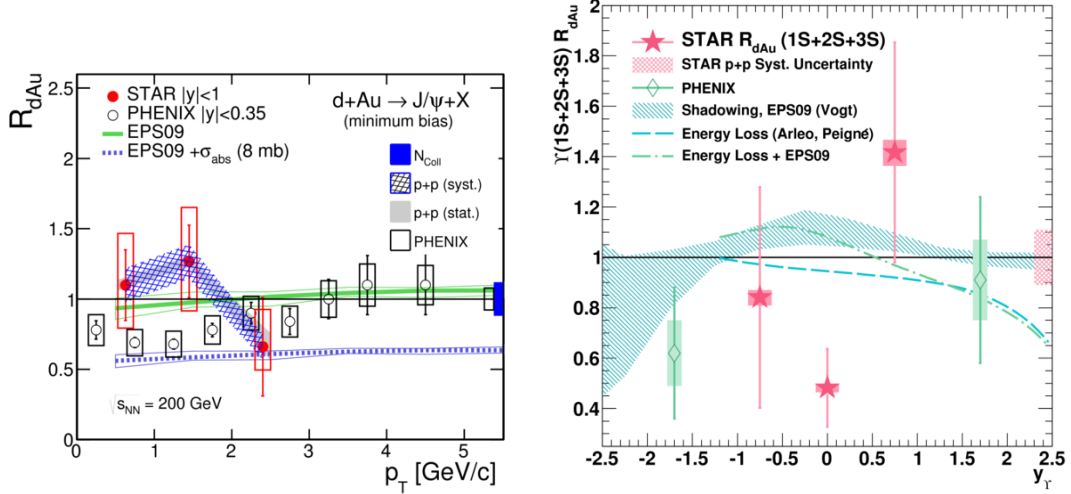 R_dAu
2.5
2
1.5
1
0.5
0
STAR |y|<1
PHENIX |y|<0.35
EPS09
EPS09 +σ_abs (8 mb)
d+Au → J/ψ+X
(minimum bias)
N_Coll
p+p (syst.)
p+p (stat.)
PHENIX
√s_NN = 200 GeV
0 1 2 3 4 5
p_T [GeV/c]
ϒ(1S+2S+3S) R_dAu
2
1.8
1.6
1.4
1.2
1
0.8
0.6
0.4
STAR R_dAu (1S+2S+3S)
STAR p+p Syst. Uncertainty
PHENIX
Shadowing, EPS09 (Vogt)
Energy Loss (Arleo, Peigné)
Energy Loss + EPS09
-2.5 -2 -1.5 -1 -0.5 0 0.5 1 1.5 2 2.5
y_ϒ